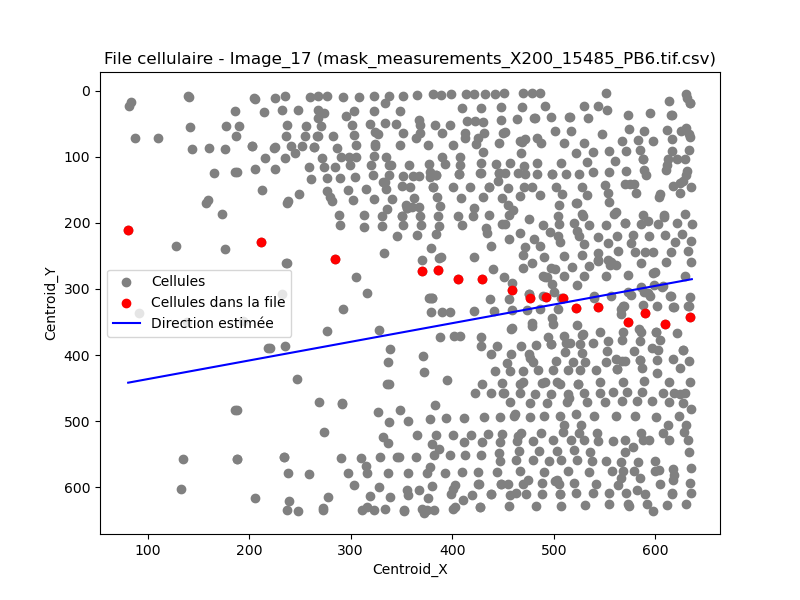 File cellulaire - Image_17 (mask_measurements_X200_15485_PB6.tif.csv)
0
100
200
300
400
500
600
Centroid_Y
Cellules
Cellules dans la file
Direction estimée
100
200
300
400
500
600
Centroid_X